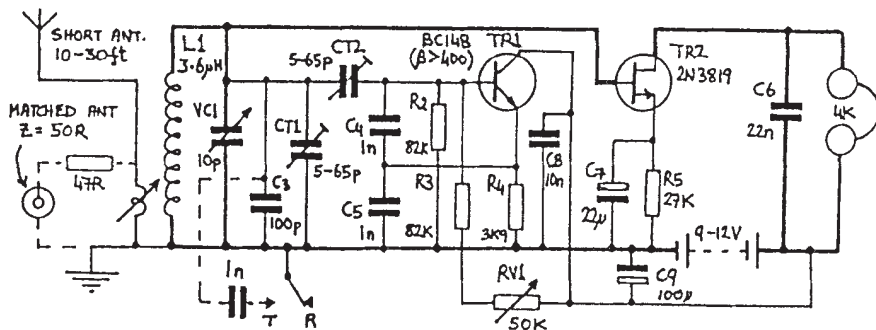 SHORT ANT.
10-30ft
MATCHED ANT
Z = 50R
47R
L1
3.6µH
VC1
10p
CT1
5-65p
C3
100p
1n
T
R
5-65p
CT2
C4
1n
C5
1n
R2
82K
R3
82K
BC148
(β>400)
TR1
R4
3K9
C8
10n
RV1
50K
TR2
2N3819
C7
22µ
R5
27K
9-12V
C9
100µ
C6
22n
4K